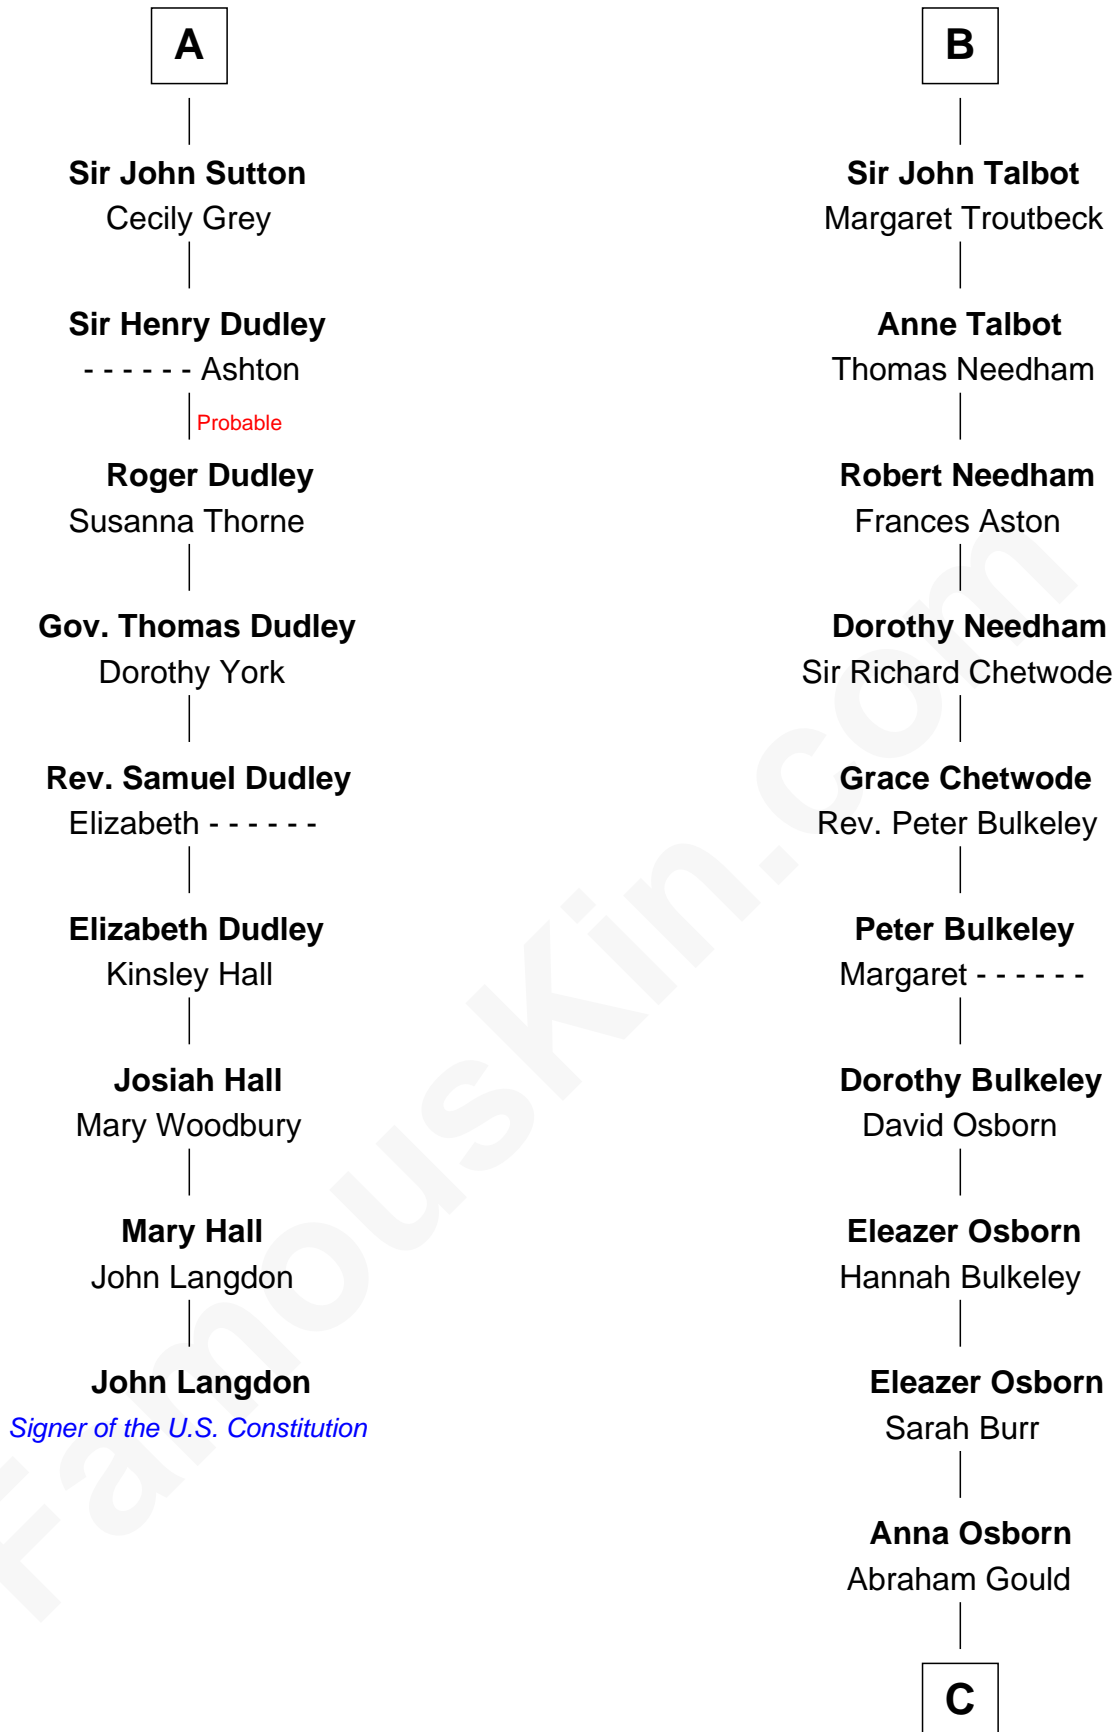 A
Sir John Sutton
Cecily Grey
Sir Henry Dudley
- - - - - - Ashton
Probable
Roger Dudley
Susanna Thorne
Gov. Thomas Dudley
Dorothy York
Rev. Samuel Dudley
Elizabeth - - - - - -
Elizabeth Dudley
Kinsley Hall
Josiah Hall
Mary Woodbury
Mary Hall
John Langdon
John Langdon
Signer of the U.S. Constitution
B
Sir John Talbot
Margaret Troutbeck
Anne Talbot
Thomas Needham
Robert Needham
Frances Aston
Dorothy Needham
Sir Richard Chetwode
Grace Chetwode
Rev. Peter Bulkeley
Peter Bulkeley
Margaret - - - - - -
Dorothy Bulkeley
David Osborn
Eleazer Osborn
Hannah Bulkeley
Eleazer Osborn
Sarah Burr
Anna Osborn
Abraham Gould
C
FamousKin.com